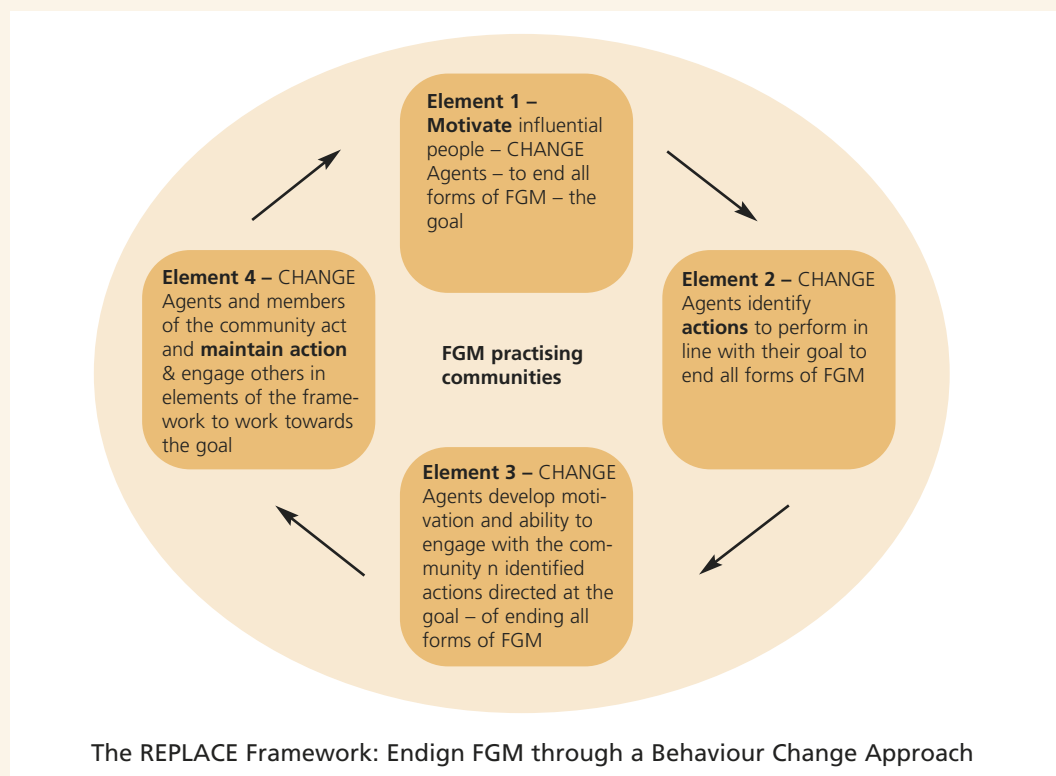 Element 1 –
Motivate influential
people – CHANGE
Agents – to end all
forms of FGM – the
goal
Element 2 – CHANGE
Agents identify
actions to perform in
line with their goal to
end all forms of FGM
Element 3 – CHANGE
Agents develop moti-
vation and ability to
engage with the com-
munity n identified
actions directed at the
goal – of ending all
forms of FGM
Element 4 – CHANGE
Agents and members
of the community act
and maintain action
& engage others in
elements of the frame-
work to work towards
the goal
FGM practising
communities
The REPLACE Framework: Endign FGM through a Behaviour Change Approach